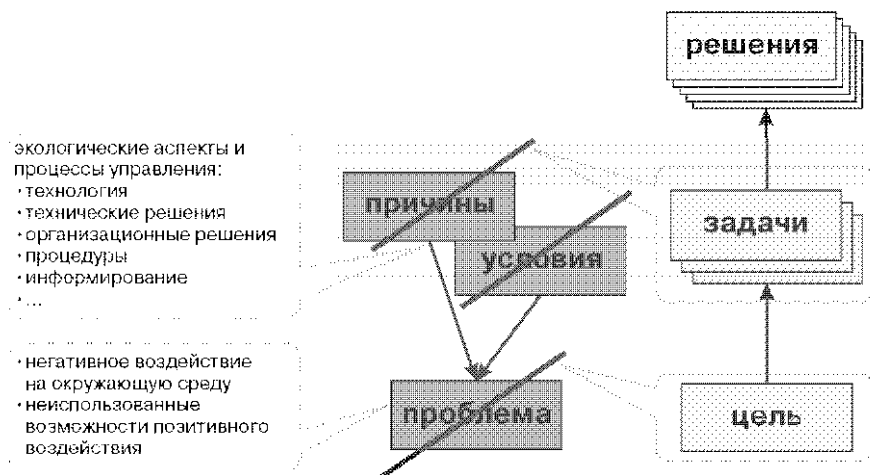 решения
экологические аспекты и
процессы управления:
• технология
• технические решения
• организационные решения
• процедуры
• информирование
• ...
причины
условия
задачи
• негативное воздействие
на окружающую среду
• неиспользованные
возможности позитивного
воздействия
проблема
цель